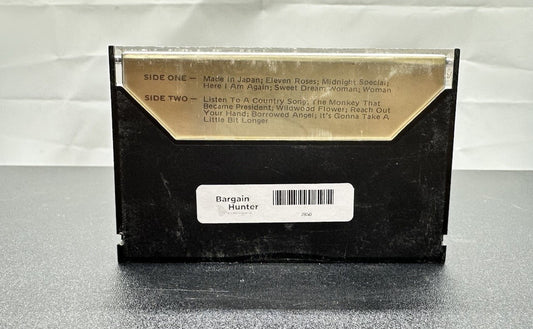 SIDE ONE — Made In Japan; Eleven Roses; Midnight Special;
Here I Am Again; Sweet Dream Woman; Woman
SIDE TWO — Listen To A Country Song; The Monkey That
Became President; Wildwood Flower; Reach Out
Your Hand; Borrowed Angel; It's Gonna Take A
Little Bit Longer
Bargain
Hunter